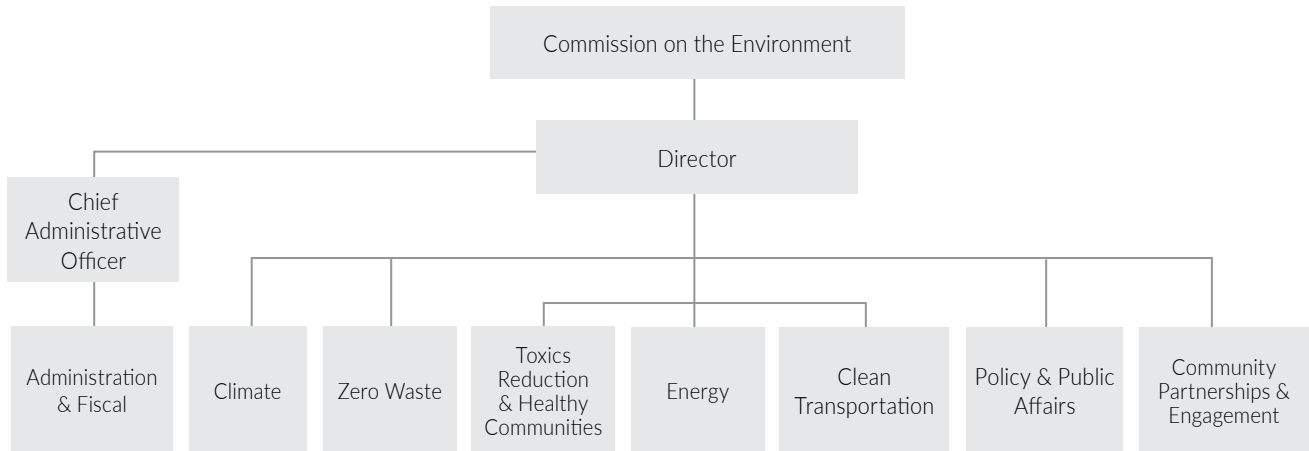 Commission on the Environment
Director
Chief
Administrative
Officer
Administration
& Fiscal
Climate
Zero Waste
Toxics
Reduction
& Healthy
Communities
Energy
Clean
Transportation
Policy & Public
Affairs
Community
Partnerships &
Engagement